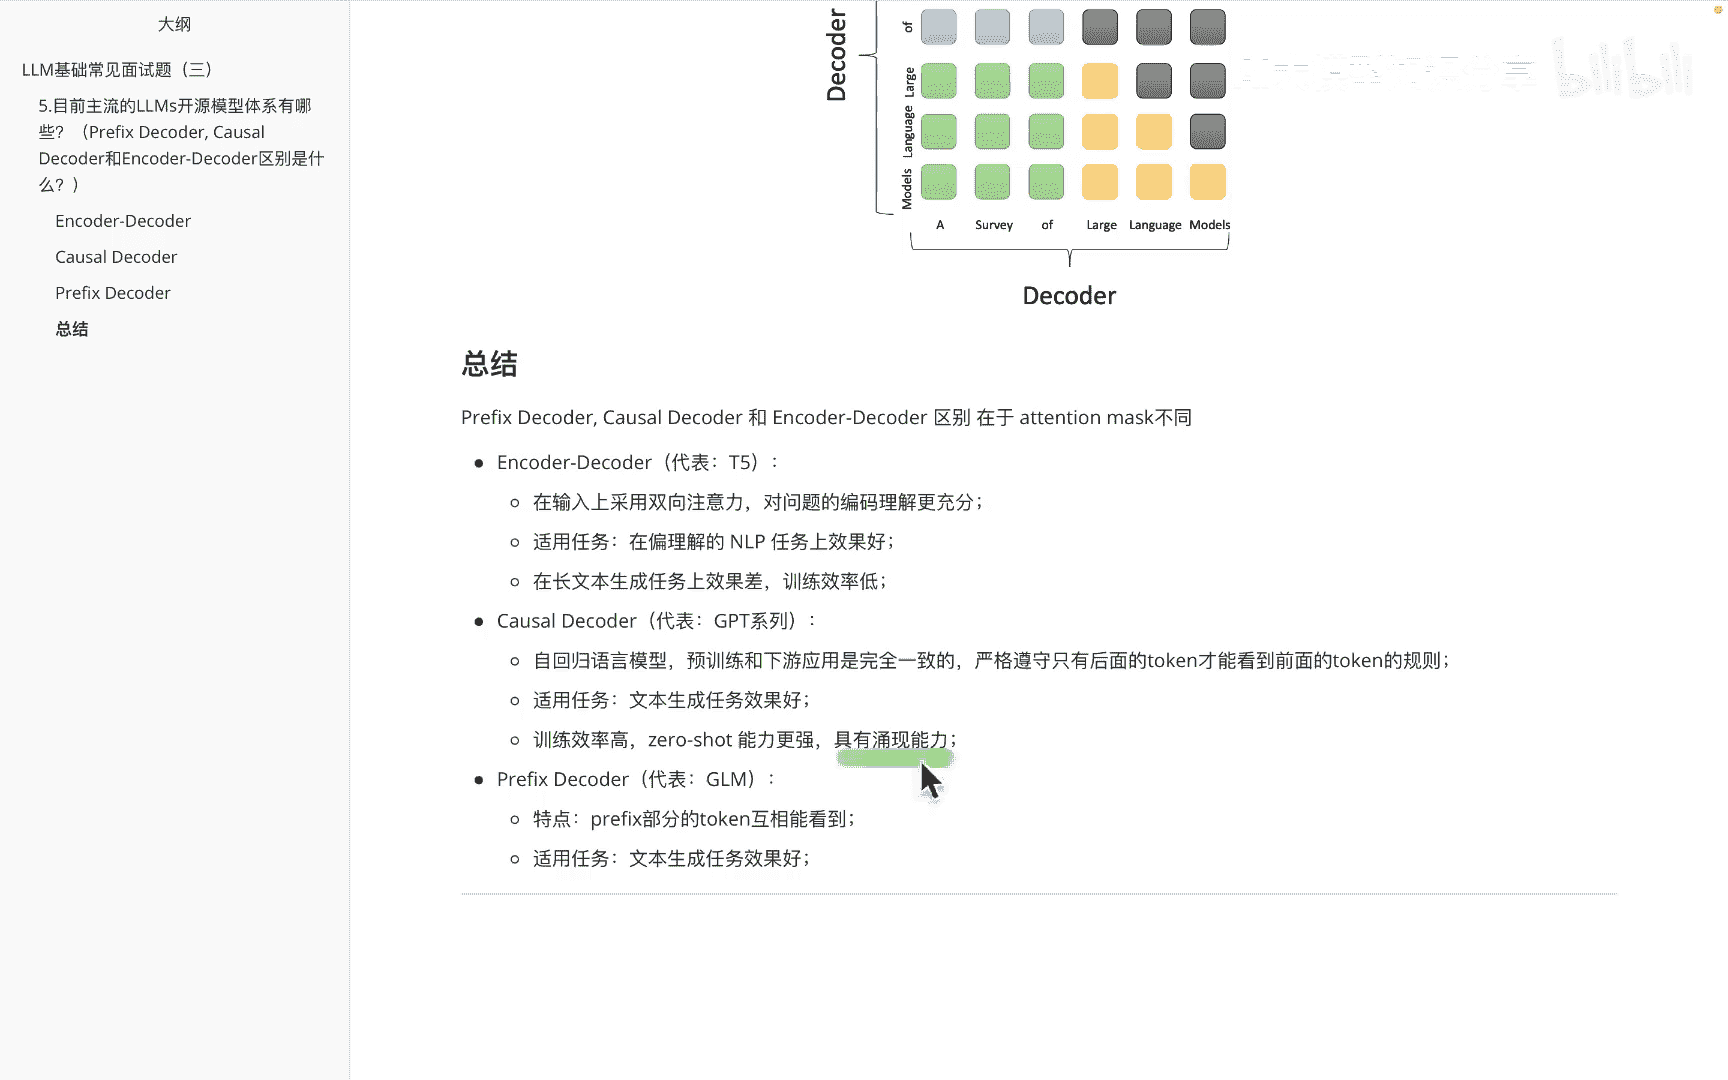 大纲
LLM基础常见面试题（三）
5.目前主流的LLMs开源模型体系有哪
些？（Prefix Decoder, Causal
Decoder和Encoder-Decoder区别是什
么？)
Encoder-Decoder
Causal Decoder
Prefix Decoder
总结
Decoder
of
Large
Language
Models
A Survey of Large Language Models
Decoder
总结
Prefix Decoder, Causal Decoder 和 Encoder-Decoder 区别 在于 attention mask不同
Encoder-Decoder（代表：T5）：
在输入上采用双向注意力，对问题的编码理解更充分；
适用任务：在偏理解的 NLP 任务上效果好；
在长文本生成任务上效果差，训练效率低；
Causal Decoder（代表：GPT系列）：
自回归语言模型，预训练和下游应用是完全一致的，严格遵守只有后面的token才能看到前面的token的规则；
适用任务：文本生成任务效果好；
训练效率高，zero-shot 能力更强，具有涌现能力；
Prefix Decoder（代表：GLM）：
特点：prefix部分的token互相能看到；
适用任务：文本生成任务效果好；
bilibili